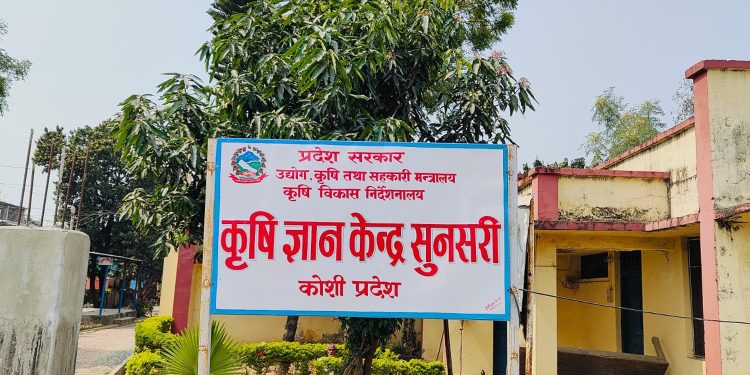 प्रदेश सरकार
उद्योग, कृषि तथा सहकारी मन्त्रालय
कृषि विकास निर्देशनालय
कृषि ज्ञान केन्द्र सुनसरी
कोशी प्रदेश